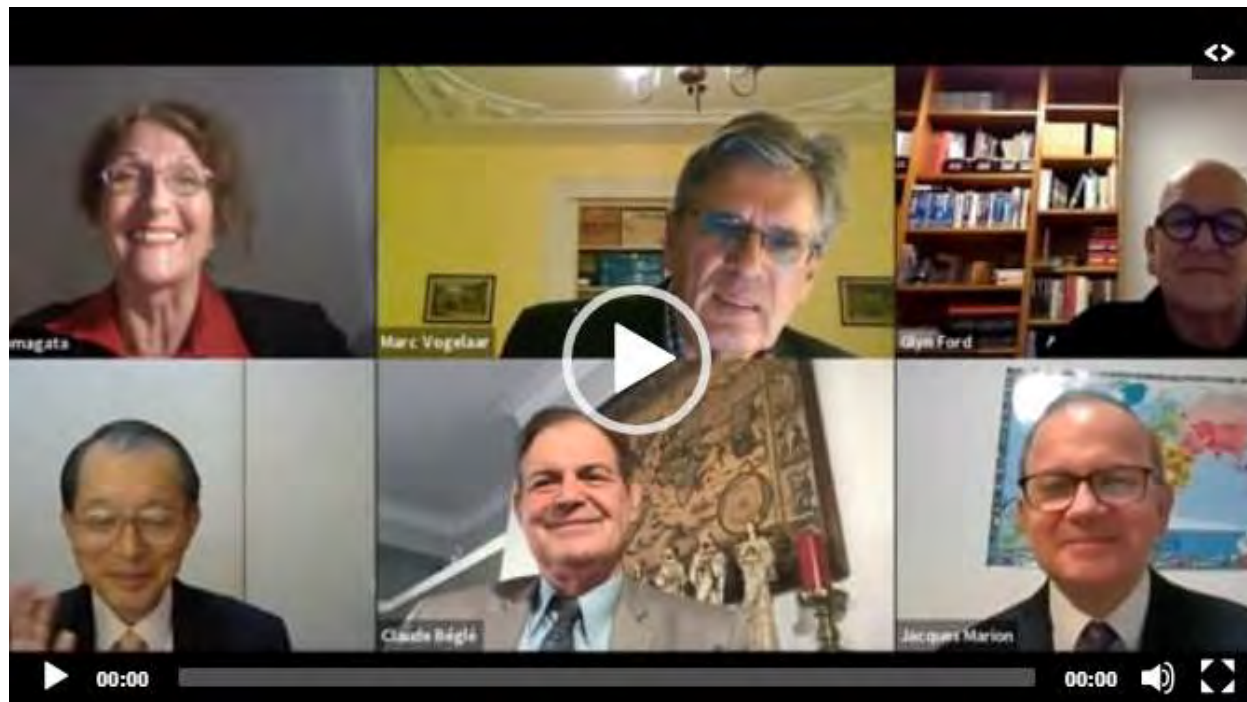 magata
Marc Vogelaar
Glyn Ford
Claude Béglé
Jacques Marion
00:00
00:00